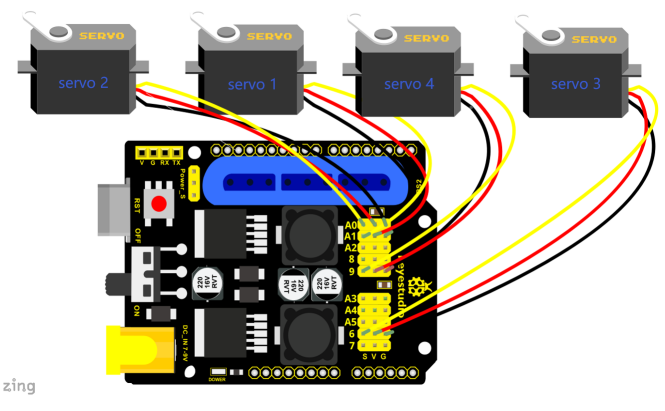 SERVO
SERVO
SERVO
SERVO
servo 2
servo 1
servo 4
servo 3
V G RX TX
Power_S
RST
OFF
ON
A0
A1
A2
8
9
keyestudio
A3
A4
A5
6
7
S V G
220
16V
RVT
220
16V
RVT
220
16V
RVT
DC_IN 7-9V
POWER
zing